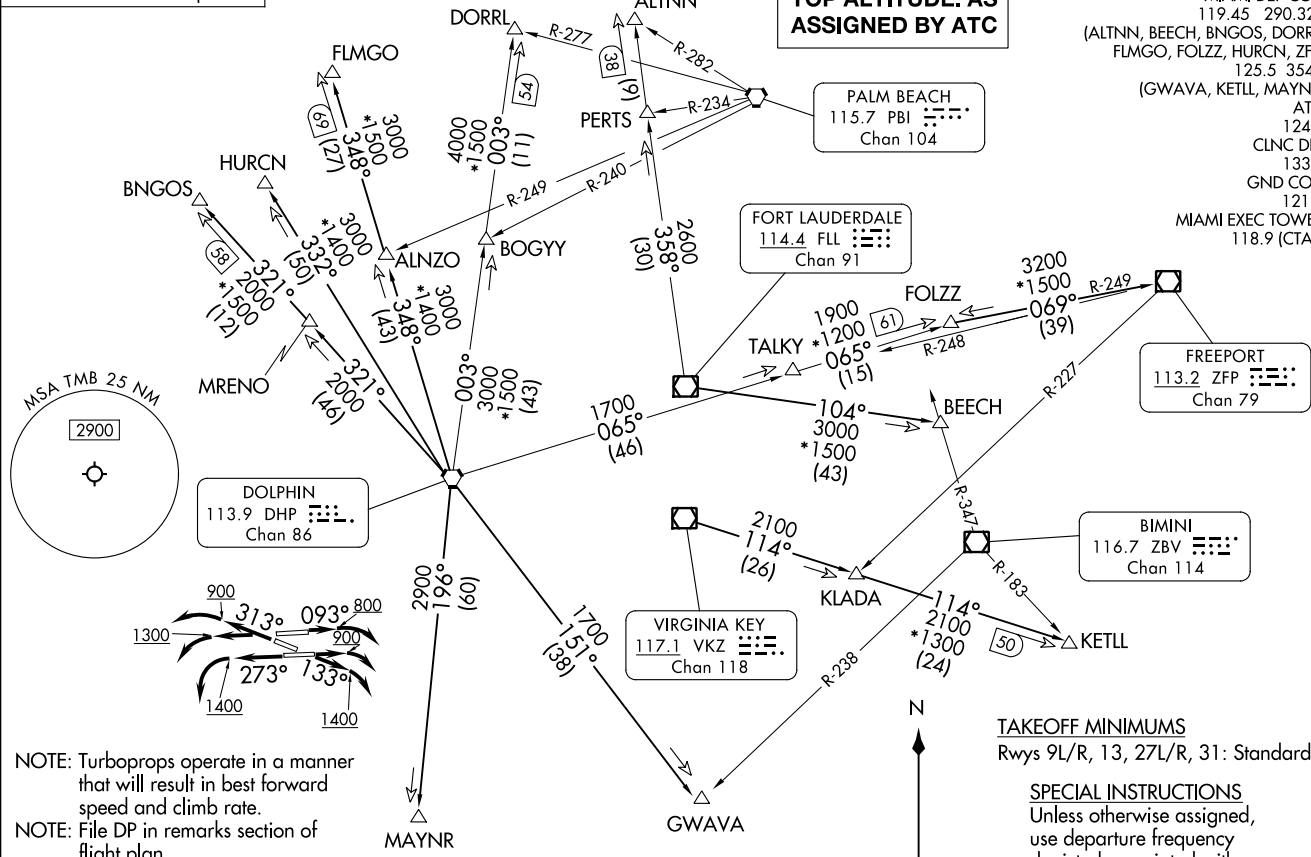 TOP ALTITUDE: AS
ASSIGNED BY ATC
119.45 290.32
(ALTNN, BEECH, BNGOS, DORR
FLMGO, FOLZZ, HURCN, ZF
125.5 354
(GWAVA, KETLL, MAYN
AT
124
CLNC D
133
GND CO
121
MIAMI EXEC TOWE
118.9 (CTA
DORRL
ALTNN
FLMGO
R-277
38
(9)
R-282
54
PERTS
R-234
PALM BEACH
115.7 PBI
Chan 104
69
(27)
348°
*1500
3000
4000
*1500
003°
(11)
HURCN
BNGOS
R-249
R-240
ALNZO
BOGYY
2600
358°
(30)
FORT LAUDERDALE
114.4 FLL
Chan 91
58
321°
2000
*1500
(12)
3000
*1400
332°
(50)
3000
*1400
348°
(43)
MRENO
321°
2000
(46)
003°
3000
*1500
(43)
TALKY
1900
*1200
065°
(15)
61
FOLZZ
3200
*1500
069°
(39)
R-249
R-248
FREEPORT
113.2 ZFP
Chan 79
R-227
MSA TMB 25 NM
2900
1700
065°
(46)
104°
3000
*1500
(43)
BEECH
R-347
DOLPHIN
113.9 DHP
Chan 86
2100
114°
(26)
KLADA
BIMINI
116.7 ZBV
Chan 114
R-183
VIRGINIA KEY
117.1 VKZ
Chan 118
114°
2100
*1300
(24)
50
KETLL
R-238
2900
196°
(60)
1700
151°
(38)
900
313°
093°
800
1300
900
273°
133°
1400
1400
MAYNR
GWAVA
N
NOTE: Turboprops operate in a manner
that will result in best forward
speed and climb rate.
NOTE: File DP in remarks section of
flight plan.
TAKEOFF MINIMUMS
Rwys 9L/R, 13, 27L/R, 31: Standard
SPECIAL INSTRUCTIONS
Unless otherwise assigned,
use departure frequency